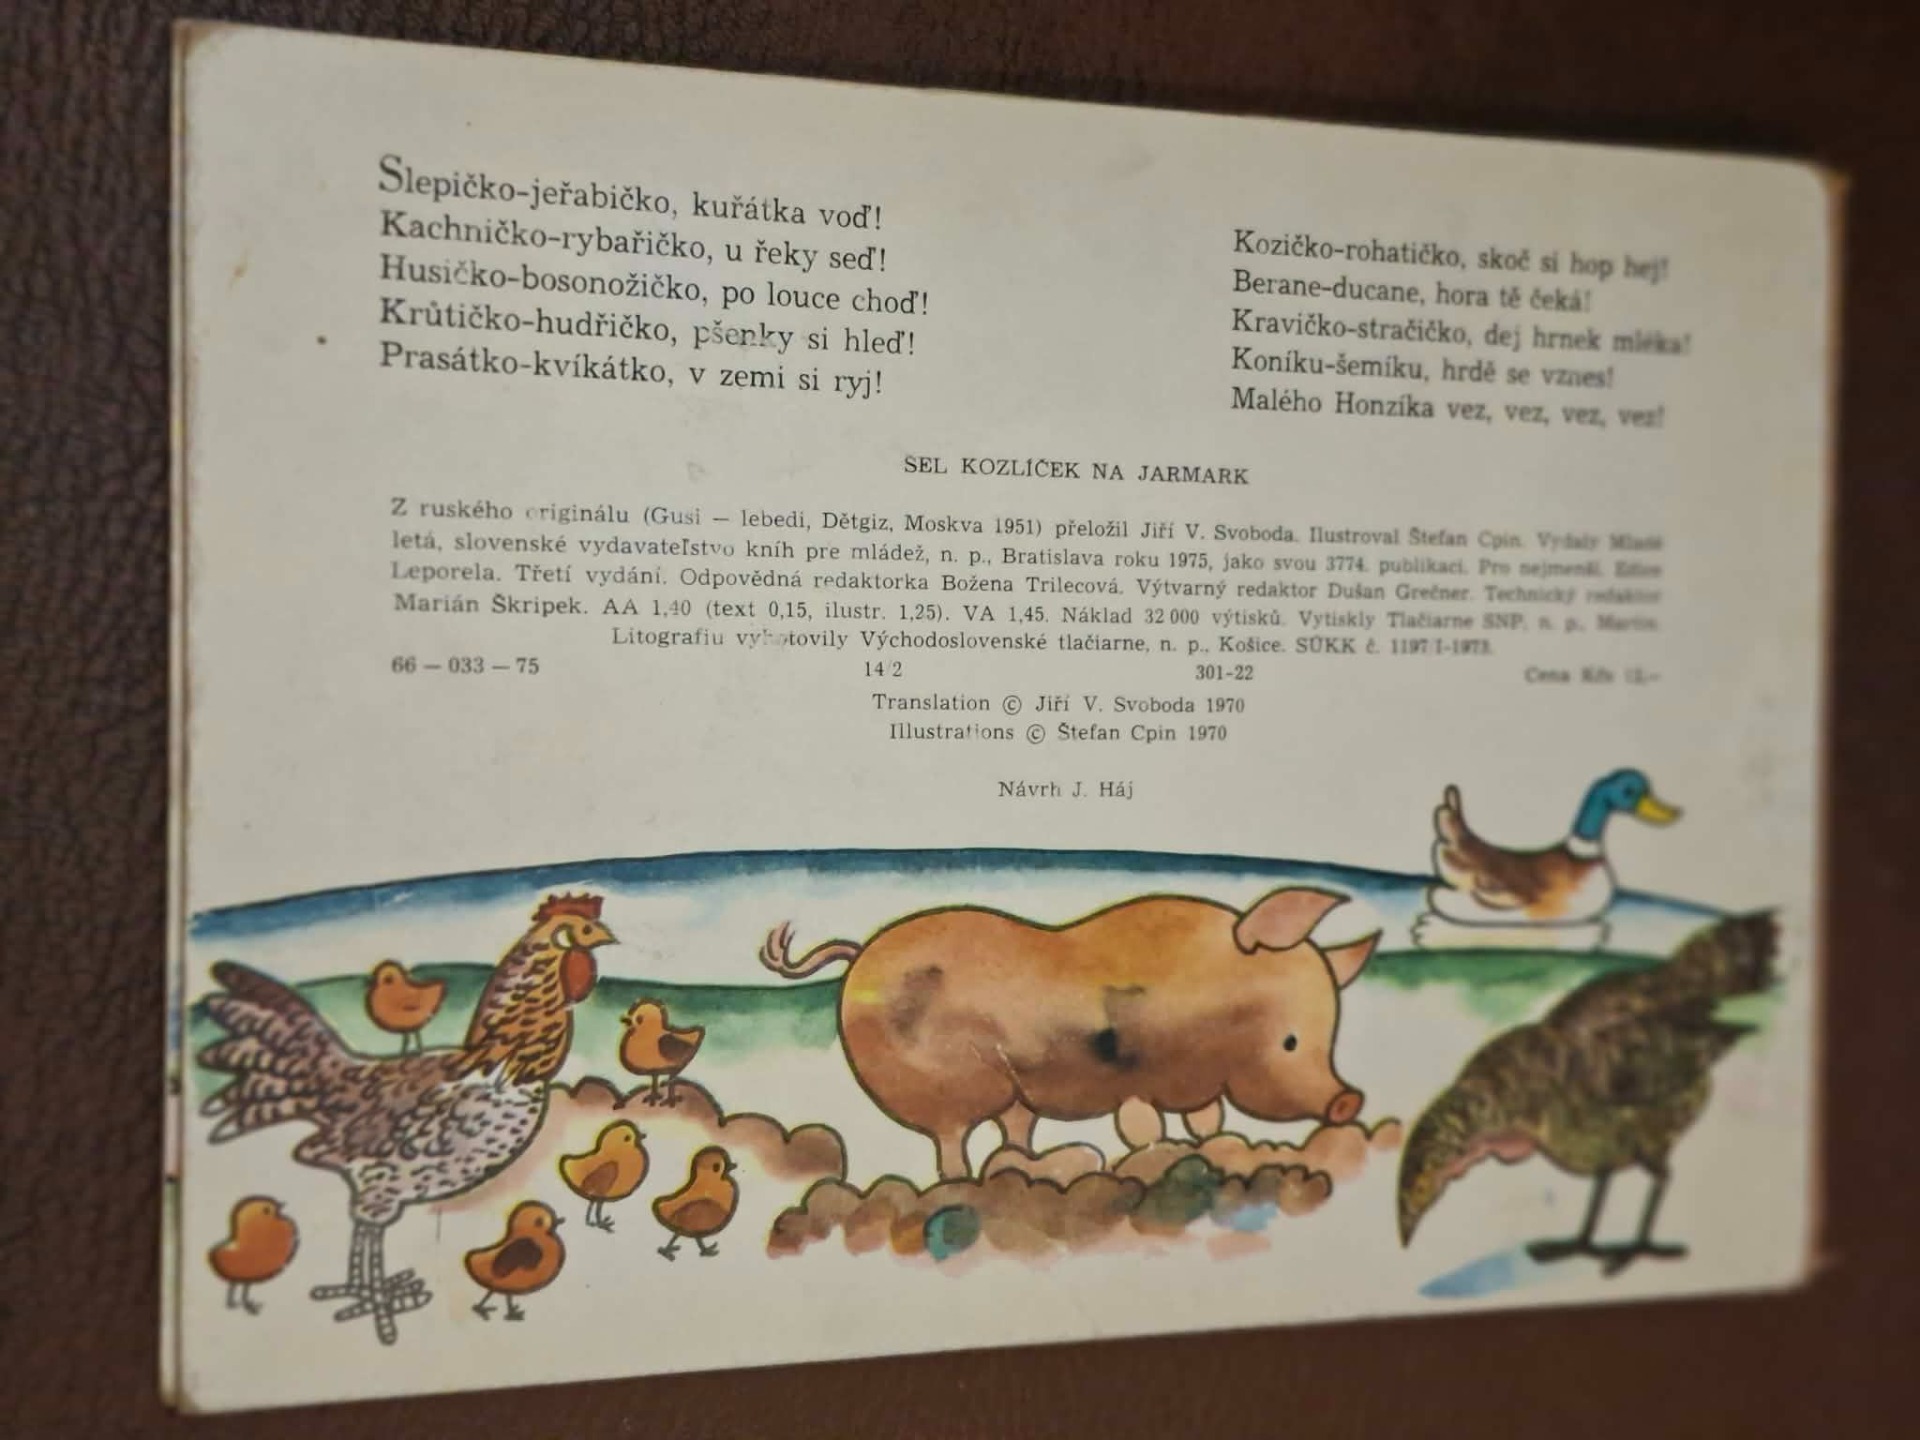 Slepičko-jeřabičko, kuřátka voď!
Kachničko-rybařičko, u řeky seď!
Husičko-bosonožičko, po louce choď!
Krůtičko-hudřičko, pšenky si hleď!
Prasátko-kvíkátko, v zemi si ryj!
Kozičko-rohatičko, skoč si hop hej!
Berane-ducane, hora tě čeká!
Kravičko-stračičko, dej hrnek mléka!
Koníku-šemíku, hrdě se vznes!
Malého Honzíka vez, vez, vez, vez!
SEL KOZLÍČEK NA JARMARK
Z ruského originálu (Gusi — lebedi, Dětgiz, Moskva 1951) přeložil Jiří V. Svoboda. Ilustroval Štefan Cpin. Vydaly Mladé
letá, slovenské vydavateľstvo kníh pre mládež, n. p., Bratislava roku 1975, jako svou 3774. publikaci. Pro nejmenší. Edice
Leporela. Třetí vydání. Odpovědná redaktorka Božena Trilecová. Výtvarný redaktor Dušan Grečner. Technický redaktor
Marián Škripek. AA 1,40 (text 0,15, ilustr. 1,25). VA 1,45. Náklad 32 000 výtisků. Vytiskly Tlačiarne SNP, n. p., Martin.
Litografiu vyhotovily Východoslovenské tlačiarne, n. p., Košice. SÚKK č.
66 — 033 — 75 14/2 301-22 Cena Kčs
Translation © Jiří V. Svoboda 1970
Illustrations © Štefan Cpin 1970
Návrh J. Háj